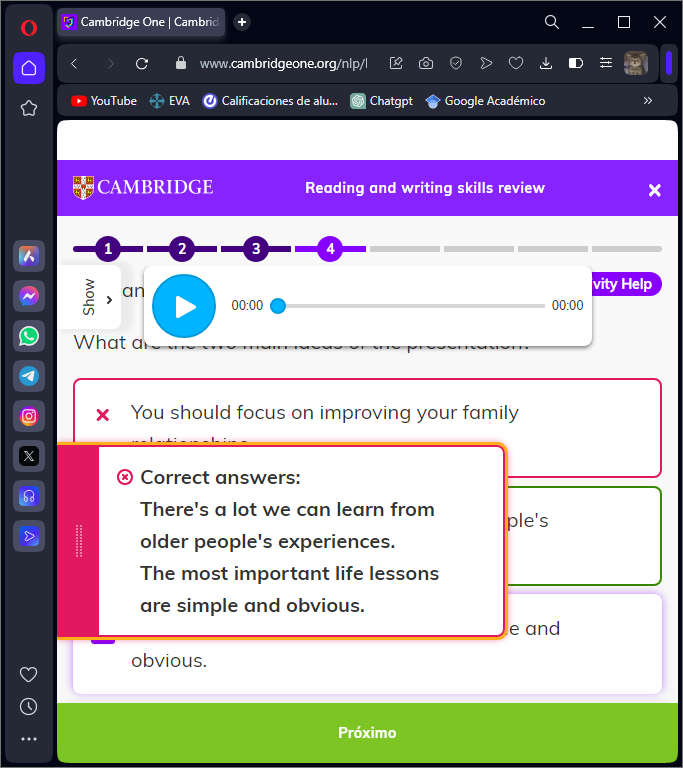 Cambridge One | Cambrid
www.cambridgeone.org/nlp/l
YouTube
EVA
Calificaciones de alu...
Chatgpt
Google Académico
CAMBRIDGE
Reading and writing skills review
1
2
3
4
Show
an
vity Help
00:00
00:00
What are the two main ideas of the presentation?
You should focus on improving your family
relationships.
Correct answers:
There's a lot we can learn from
older people's experiences.
The most important life lessons
are simple and obvious.
ple's
e and
obvious.
Próximo